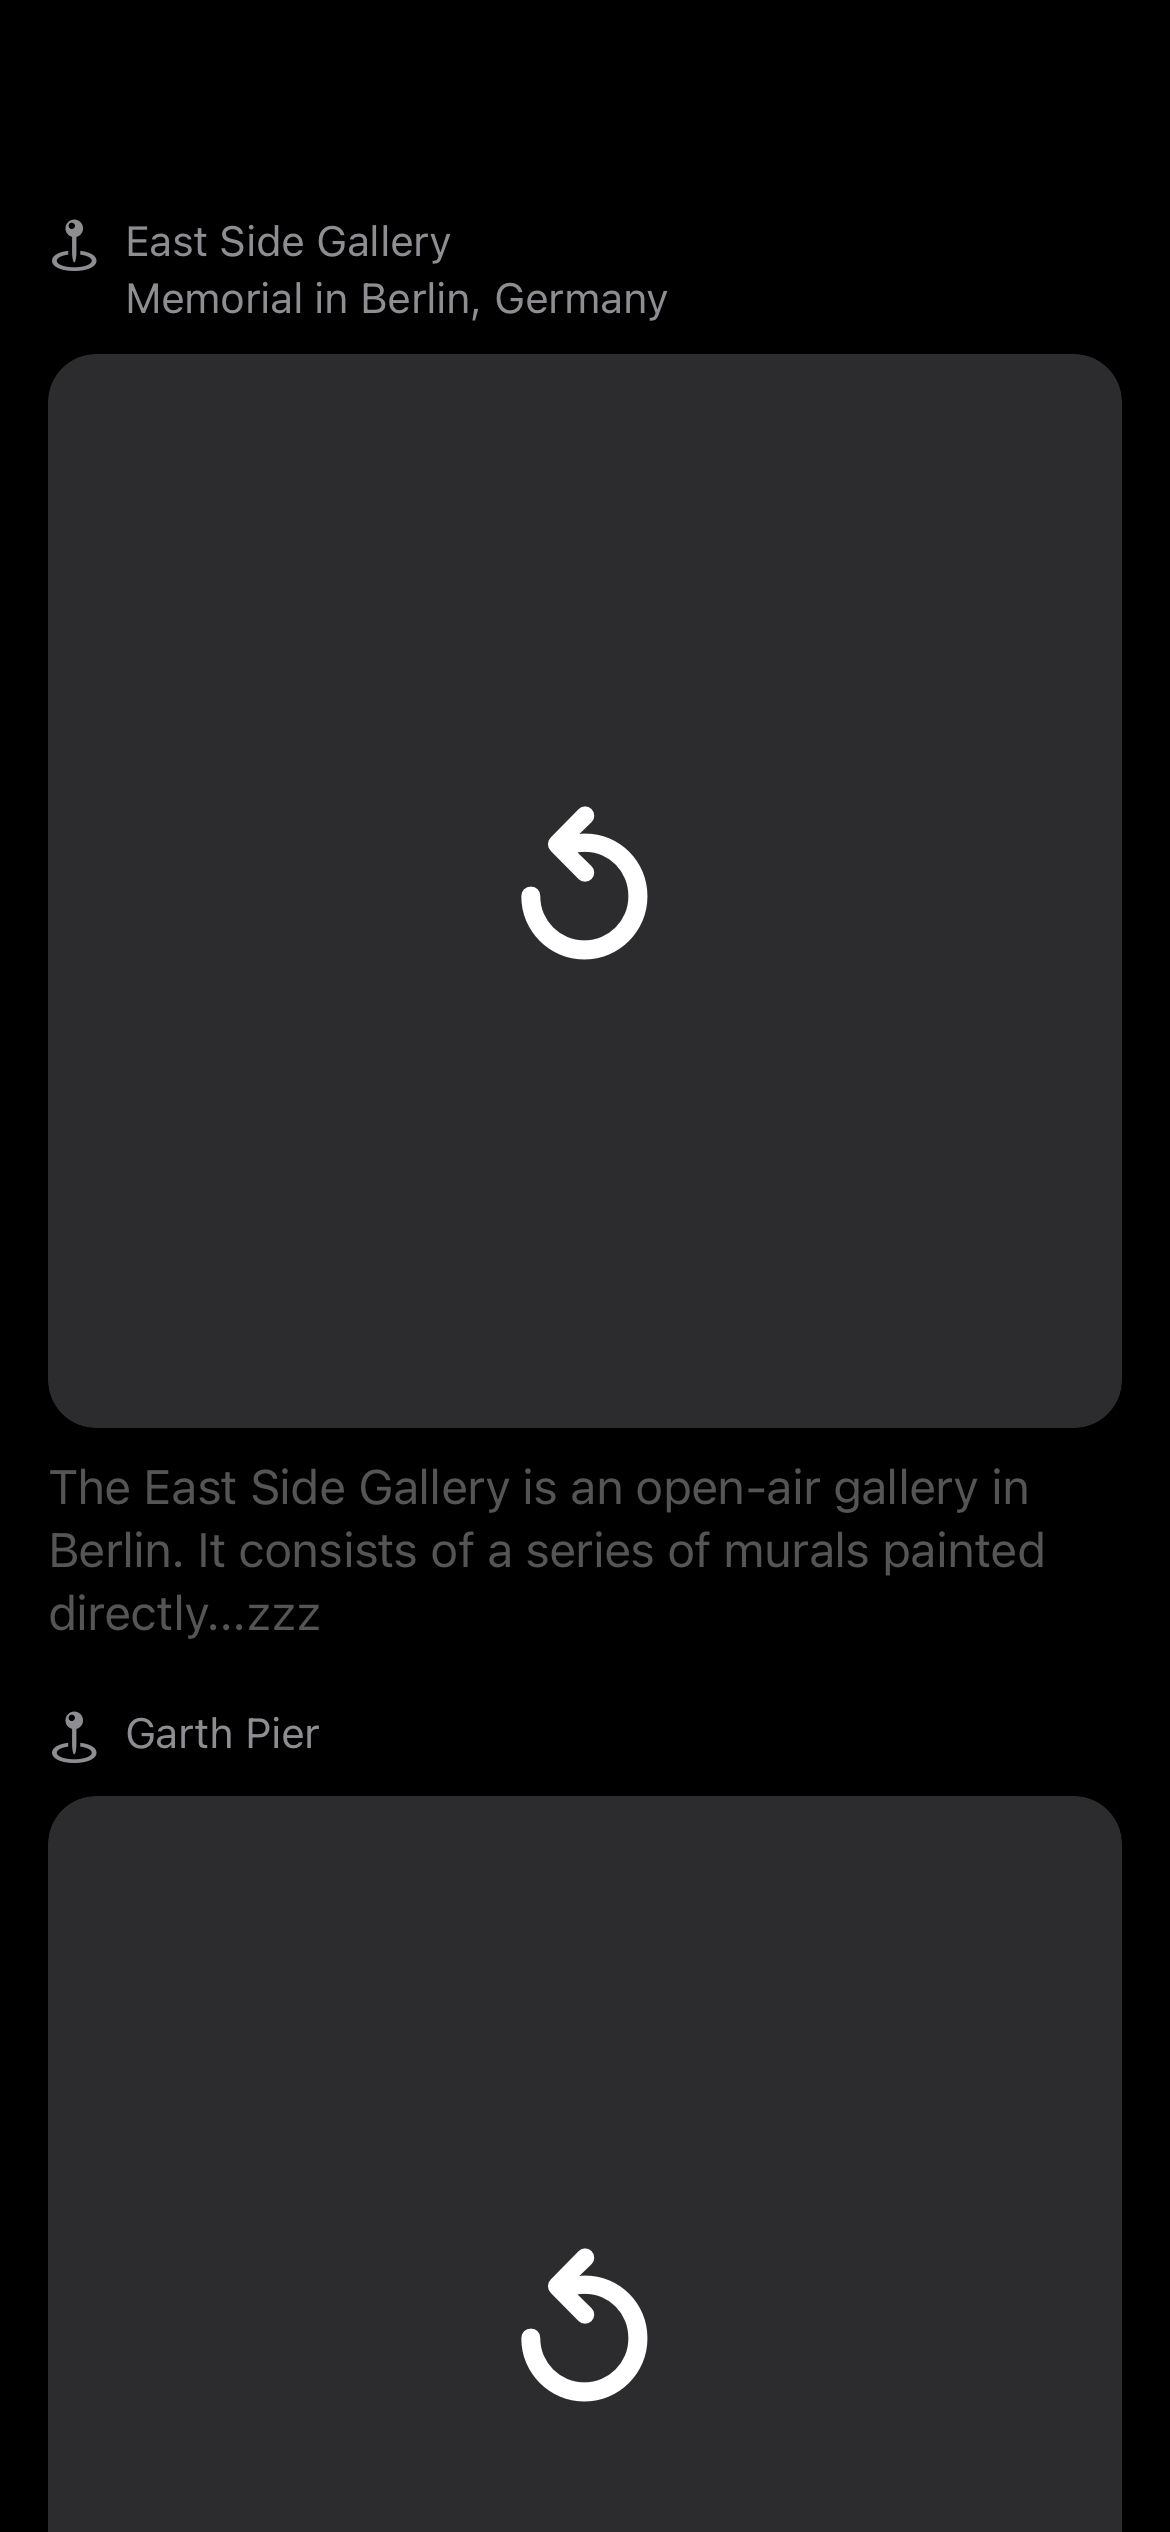 East Side Gallery
Memorial in Berlin, Germany
The East Side Gallery is an open-air gallery in
Berlin. It consists of a series of murals painted
directly...zzz
Garth Pier